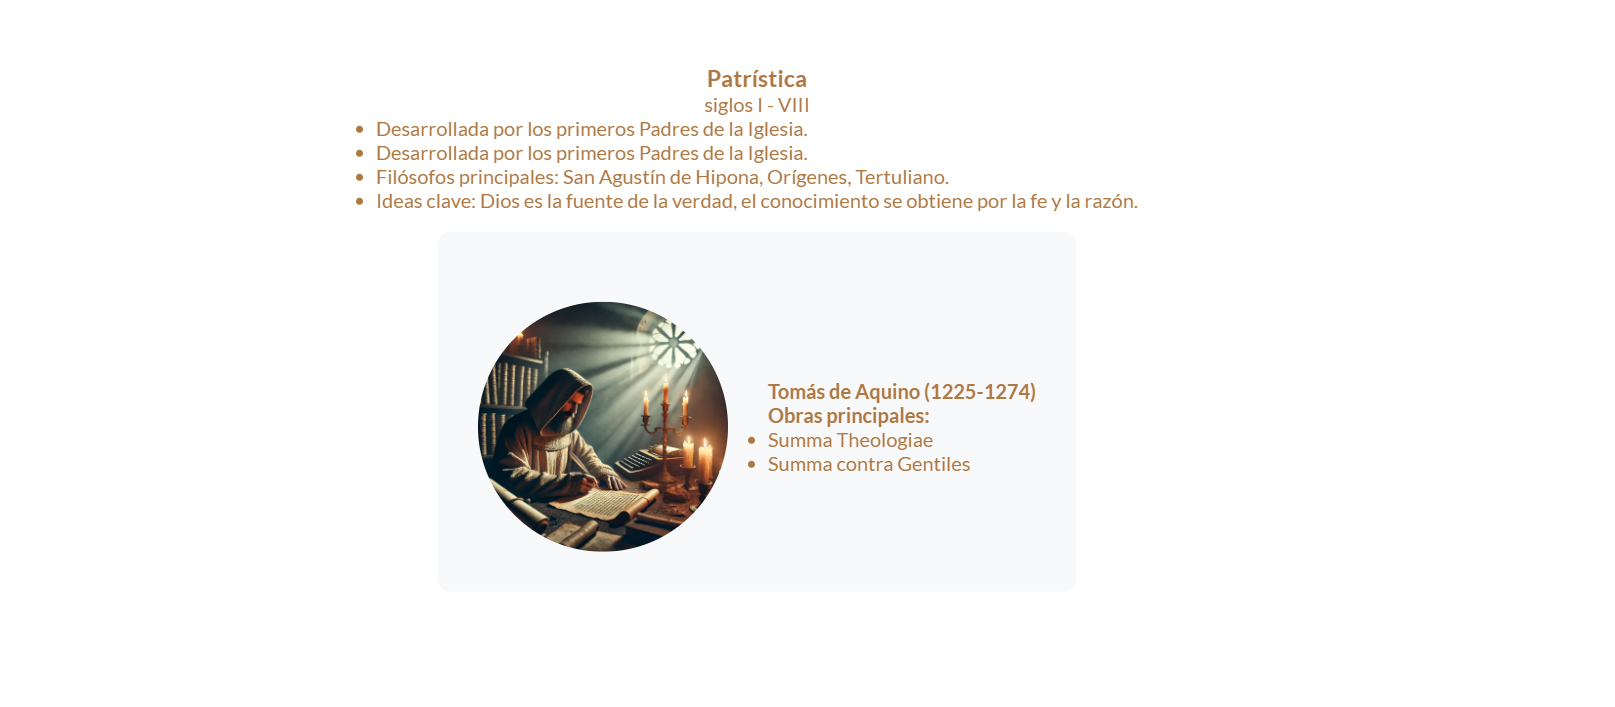 Patrística
siglos I - VIII
• Desarrollada por los primeros Padres de la Iglesia.
• Desarrollada por los primeros Padres de la Iglesia.
• Filósofos principales: San Agustín de Hipona, Orígenes, Tertuliano.
• Ideas clave: Dios es la fuente de la verdad, el conocimiento se obtiene por la fe y la razón.
Tomás de Aquino (1225-1274)
Obras principales:
• Summa Theologiae
• Summa contra Gentiles